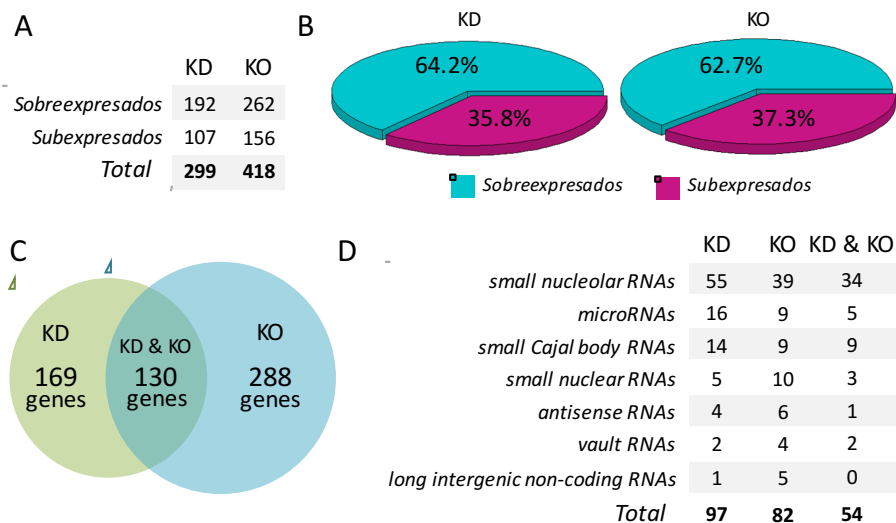 A
KD KO
Sobreexpresados 192 262
Subexpresados 107 156
Total 299 418
B
KD KO
64.2% 62.7%
35.8% 37.3%
Sobreexpresados Subexpresados
C
KD KD & KO KO
169 130 288
genes genes genes
D
KD KO KD & KO
small nucleolar RNAs 55 39 34
microRNAs 16 9 5
small Cajal body RNAs 14 9 9
small nuclear RNAs 5 10 3
antisense RNAs 4 6 1
vault RNAs 2 4 2
long intergenic non-coding RNAs 1 5 0
Total 97 82 54